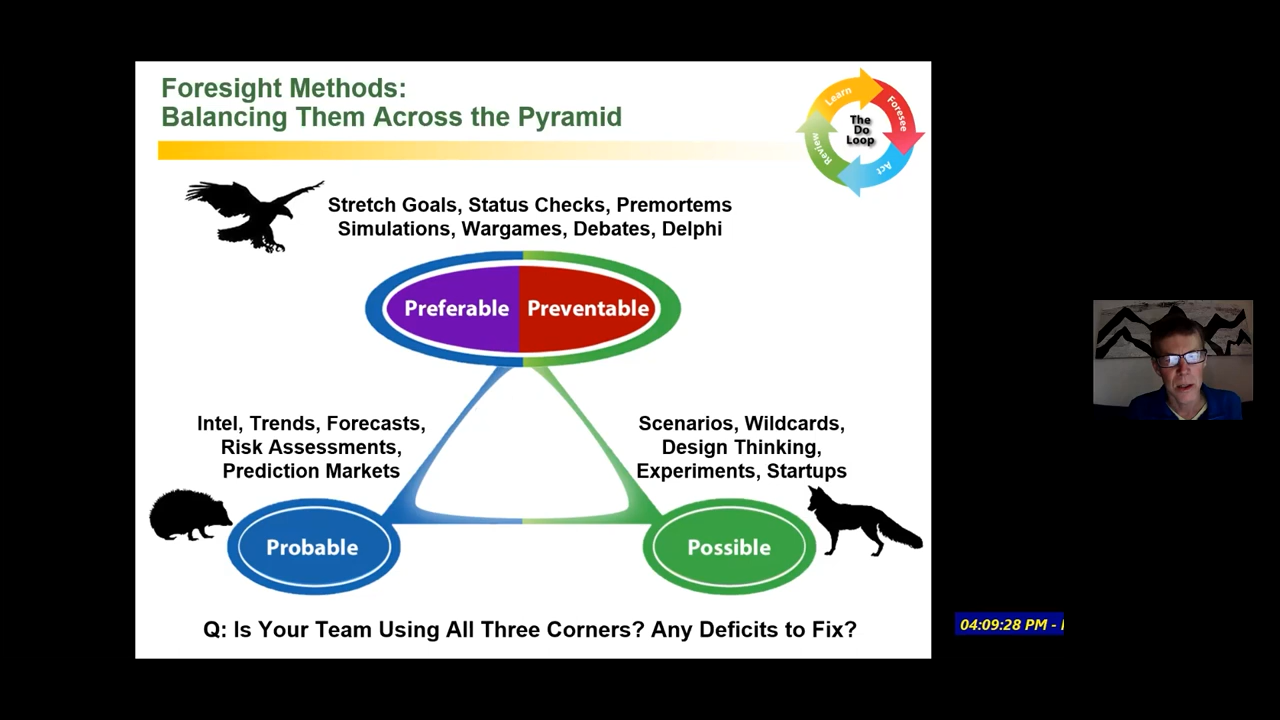 Foresight Methods:
Balancing Them Across the Pyramid
Learn
Foresee
Act
Review
The
Do
Loop
Stretch Goals, Status Checks, Premortems
Simulations, Wargames, Debates, Delphi
Preferable
Preventable
Intel, Trends, Forecasts,
Risk Assessments,
Prediction Markets
Scenarios, Wildcards,
Design Thinking,
Experiments, Startups
Probable
Possible
Q: Is Your Team Using All Three Corners? Any Deficits to Fix?
04:09:28 PM -